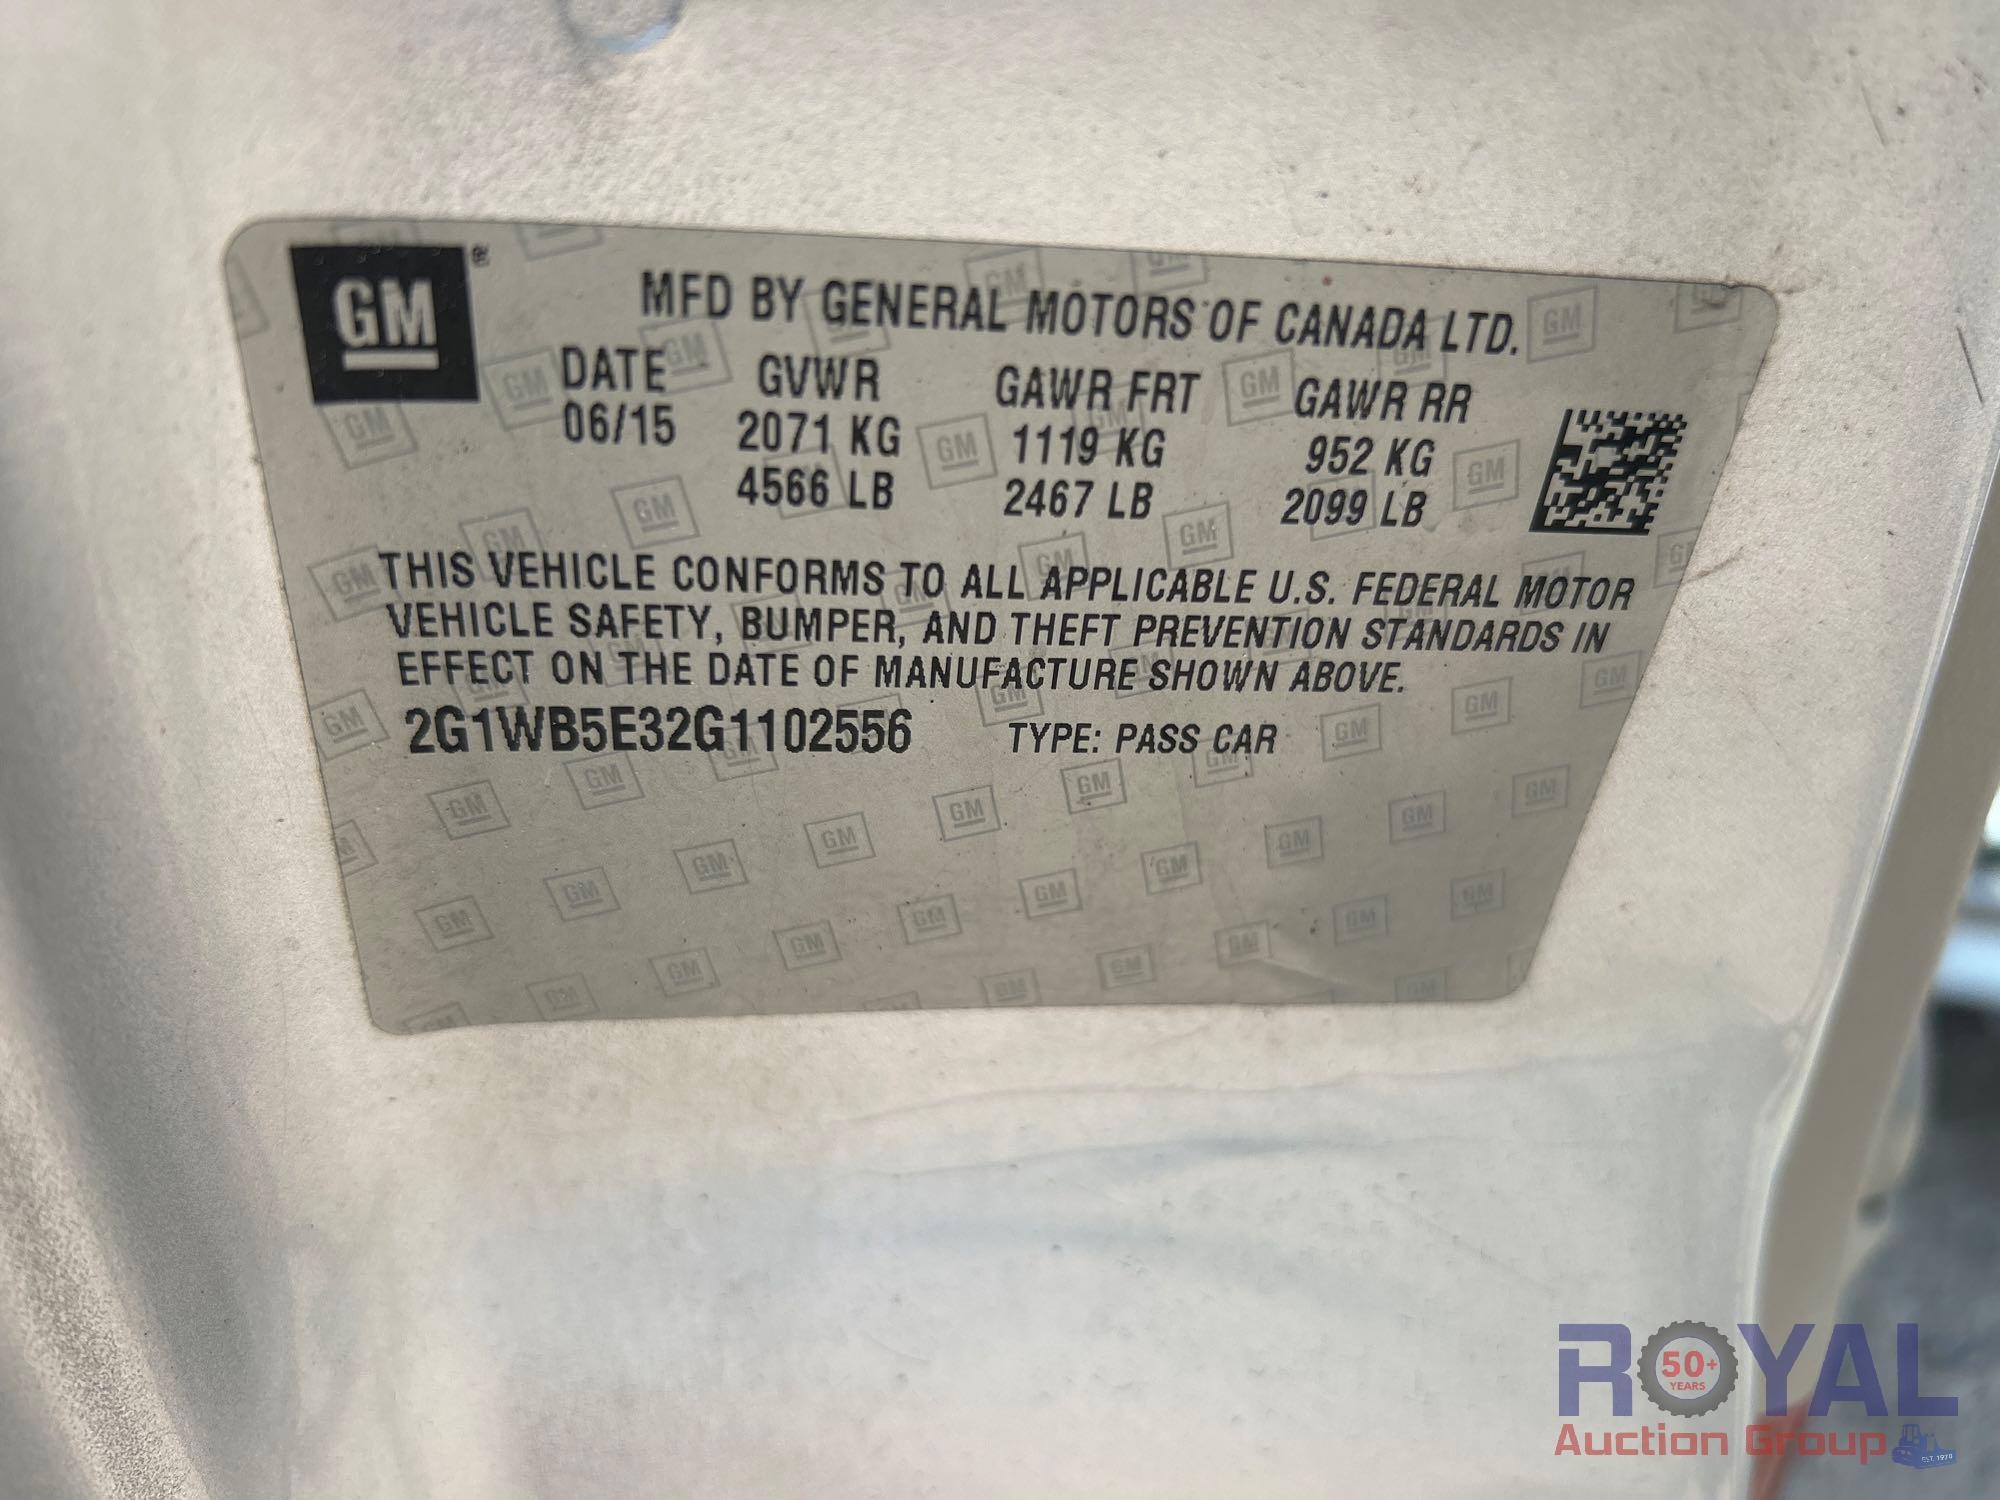 GM
MFD BY GENERAL MOTORS OF CANADA LTD.
DATE GVWR GAWR FRT GAWR RR
06/15 2071 KG 1119 KG 952 KG
4566 LB 2467 LB 2099 LB
THIS VEHICLE CONFORMS TO ALL APPLICABLE U.S. FEDERAL MOTOR
VEHICLE SAFETY, BUMPER, AND THEFT PREVENTION STANDARDS IN
EFFECT ON THE DATE OF MANUFACTURE SHOWN ABOVE.
2G1WB5E32G1102556 TYPE: PASS CAR
ROYAL
50+
YEARS
Auction Group
EST. 1970